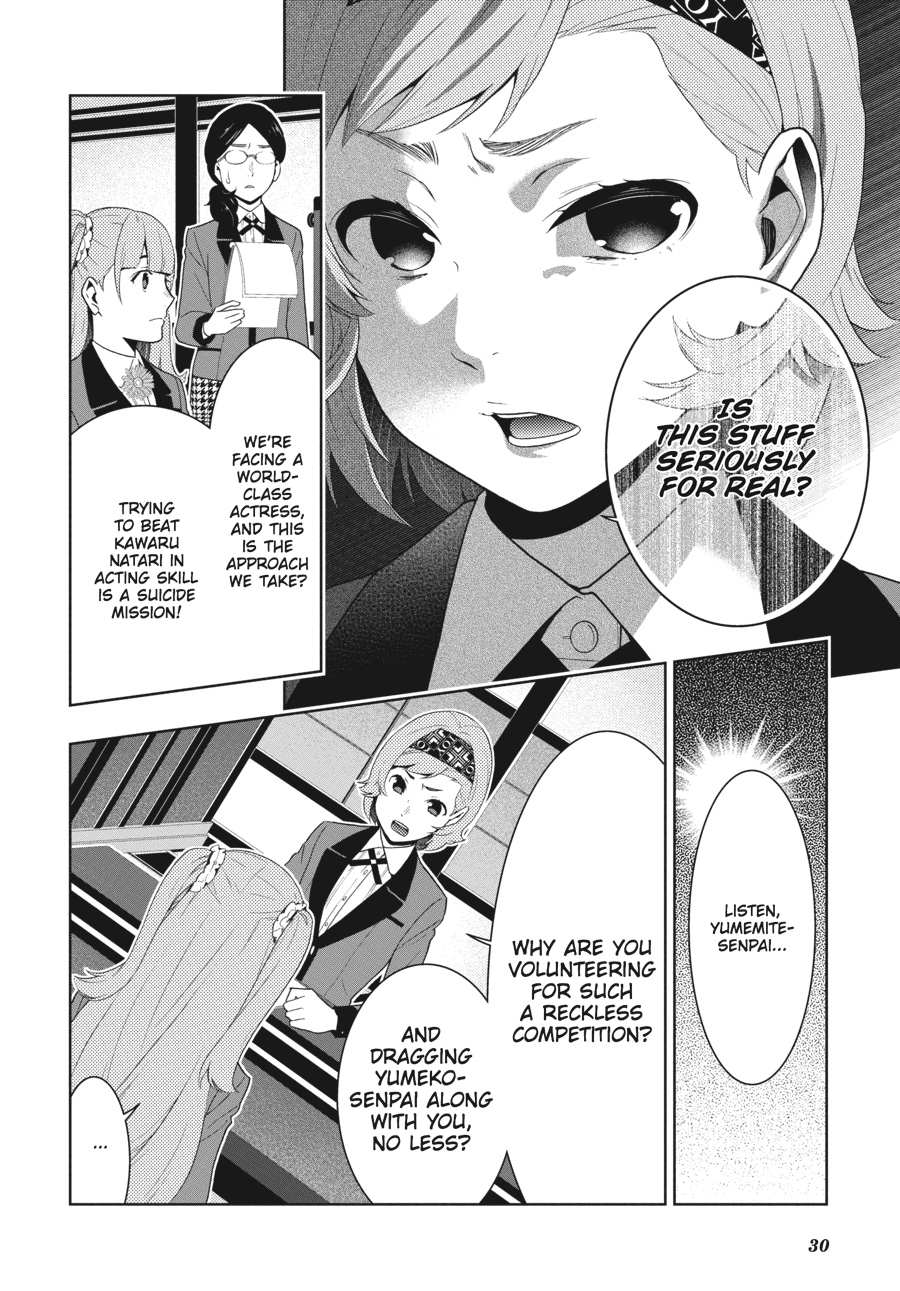 IS
THIS STUFF
SERIOUSLY
FOR REAL?
WE'RE
FACING A
WORLD-
CLASS
ACTRESS,
AND THIS
IS THE
APPROACH
WE TAKE?
TRYING
TO BEAT
KAWARU
NATARI IN
ACTING SKILL
IS A SUICIDE
MISSION!
LISTEN,
YUMEMITE-
SENPAI...
WHY ARE YOU
VOLUNTEERING
FOR SUCH
A RECKLESS
COMPETITION?
AND
DRAGGING
YUMEKO-
SENPAI ALONG
WITH YOU,
NO LESS?
...
30